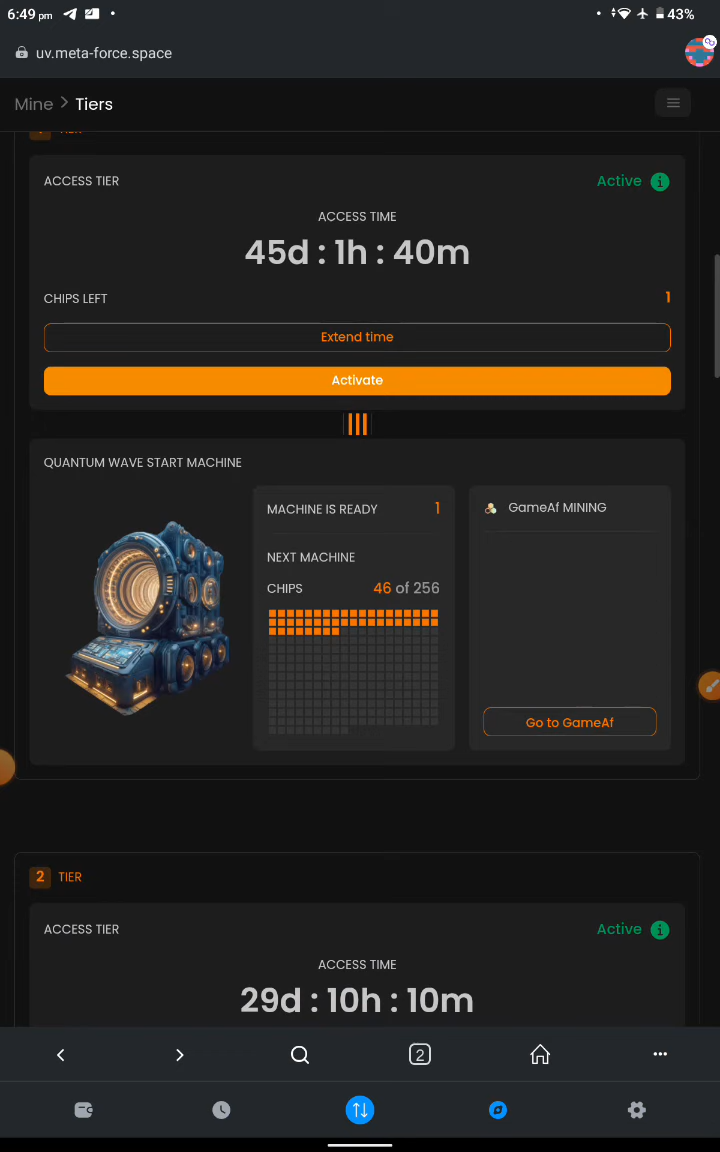 6:49 pm
43%
uv.meta-force.space
Mine > Tiers
ACCESS TIER
Active
ACCESS TIME
45d : 1h : 40m
CHIPS LEFT
1
Extend time
Activate
QUANTUM WAVE START MACHINE
MACHINE IS READY
1
NEXT MACHINE
CHIPS
46 of 256
GameAf MINING
Go to GameAf
2 TIER
ACCESS TIER
Active
ACCESS TIME
29d : 10h : 10m
2